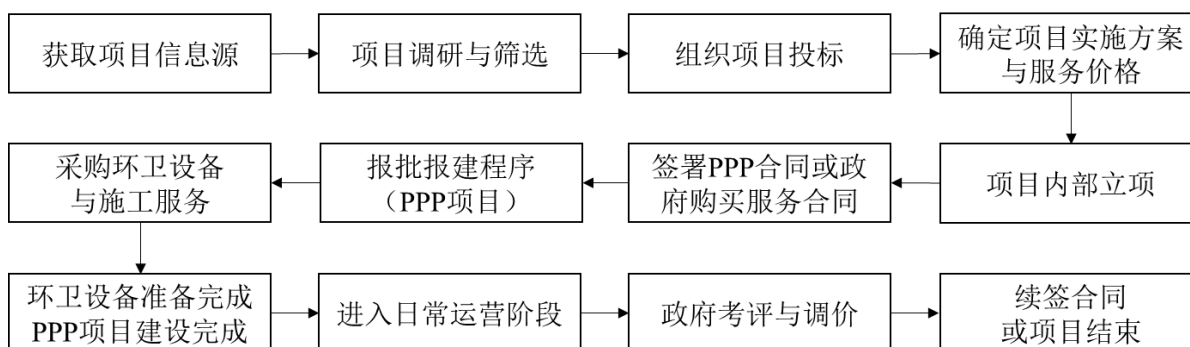 获取项目信息源
项目调研与筛选
组织项目投标
确定项目实施方案
与服务价格
项目内部立项
签署PPP合同或政
府购买服务合同
报批报建程序
（PPP项目）
采购环卫设备
与施工服务
环卫设备准备完成
PPP项目建设完成
进入日常运营阶段
政府考评与调价
续签合同
或项目结束